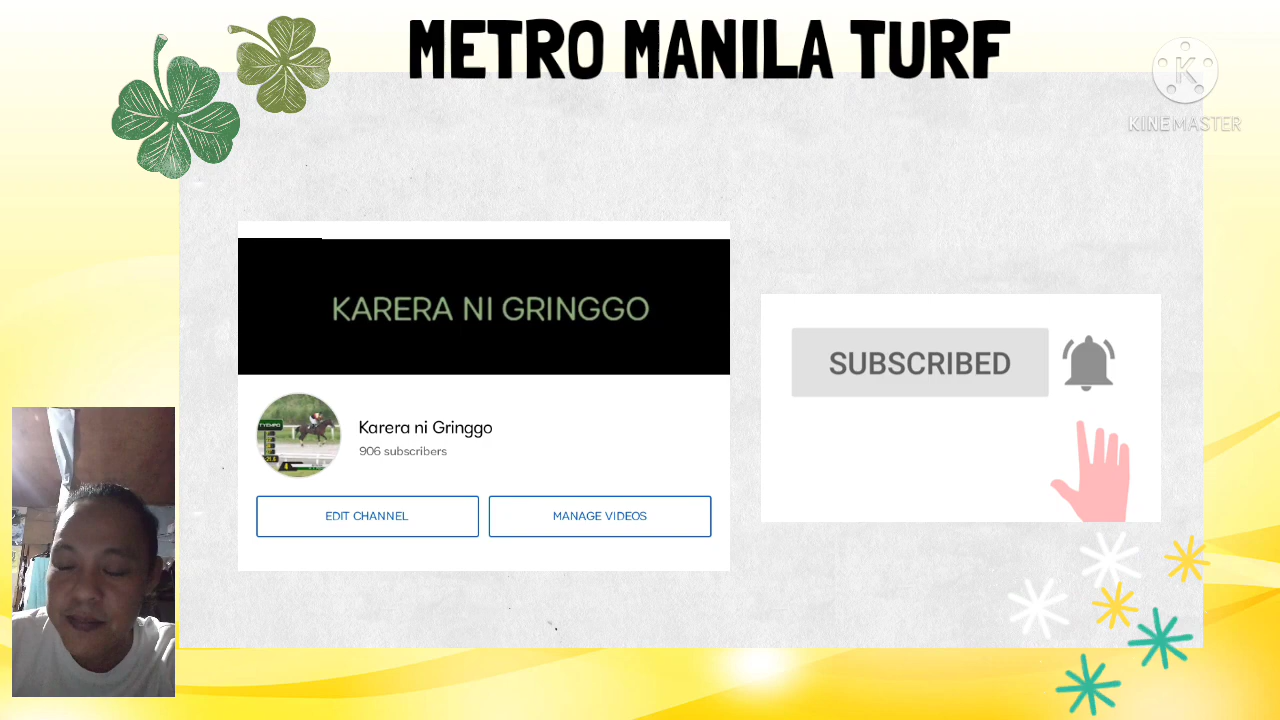 METRO MANILA TURF
KINEMASTER
KARERA NI GRINGGO
Karera ni Gringgo
906 subscribers
EDIT CHANNEL
MANAGE VIDEOS
SUBSCRIBED